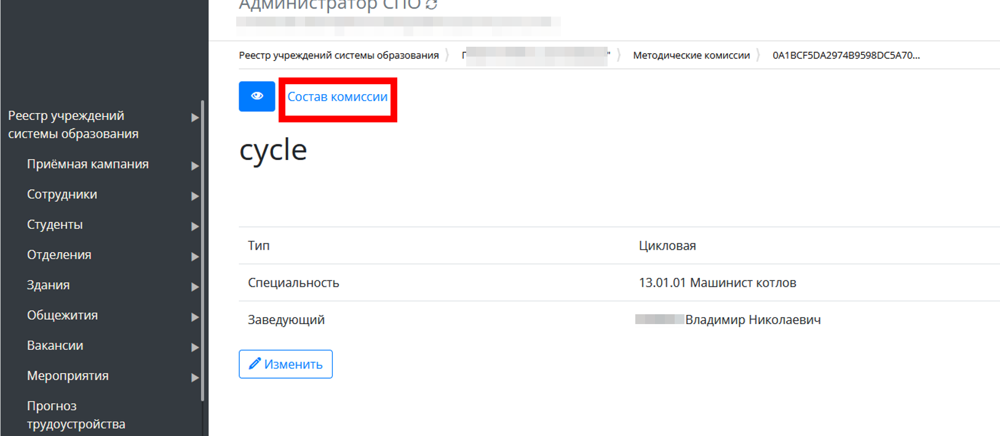 Администратор СПО
Реестр учреждений системы образования
Методические комиссии
0A1BCF5DA2974B9598DC5A70...
Состав комиссии
cycle
Реестр учреждений
системы образования
Приёмная кампания
Сотрудники
Студенты
Отделения
Здания
Общежития
Вакансии
Мероприятия
Прогноз
трудоустройства
Тип
Цикловая
Специальность
13.01.01 Машинист котлов
Заведующий
Владимир Николаевич
Изменить